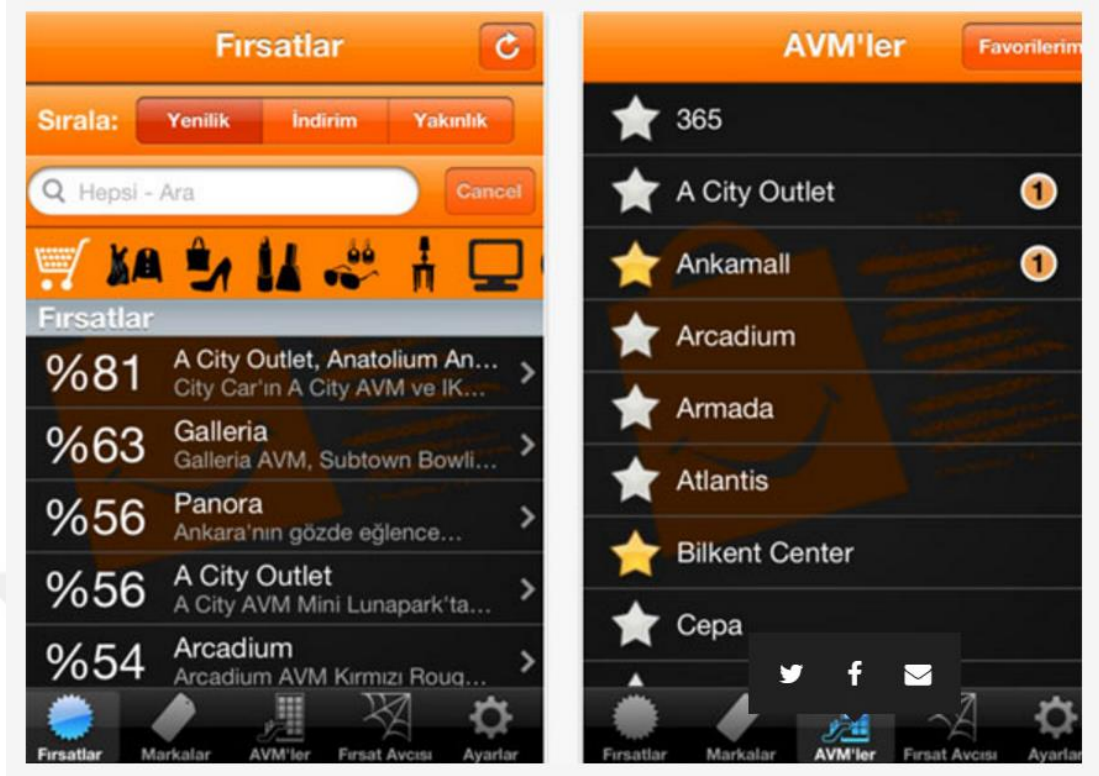 Fırsatlar
Sırala:
Yenilik
İndirim
Yakınlık
Hepsi - Ara
Cancel
Fırsatlar
%81
A City Outlet, Anatolium An...
City Car'ın A City AVM ve IK...
%63
Galleria
Galleria AVM, Subtown Bowli...
%56
Panora
Ankara'nın gözde eğlence...
%56
A City Outlet
A City AVM Mini Lunapark'ta...
%54
Arcadium
Arcadium AVM Kırmızı Roug...
Fırsatlar
Markalar
AVM'ler
Fırsat Avcısı
Ayarlar
AVM'ler
Favorilerim
365
A City Outlet
1
Ankamall
1
Arcadium
Armada
Atlantis
Bilkent Center
Cepa
Fırsatlar
Markalar
AVM'ler
Fırsat Avcısı
Ayarlar